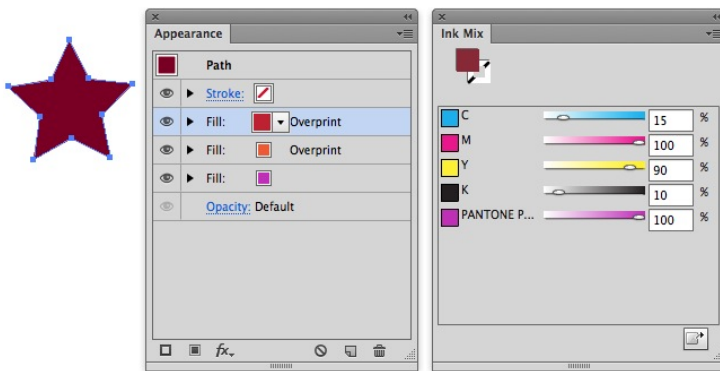 Appearance
Path
Stroke:
Fill: Overprint
Fill: Overprint
Fill:
Opacity: Default
fx
Ink Mix
C 15 %
M 100 %
Y 90 %
K 10 %
PANTONE P... 100 %